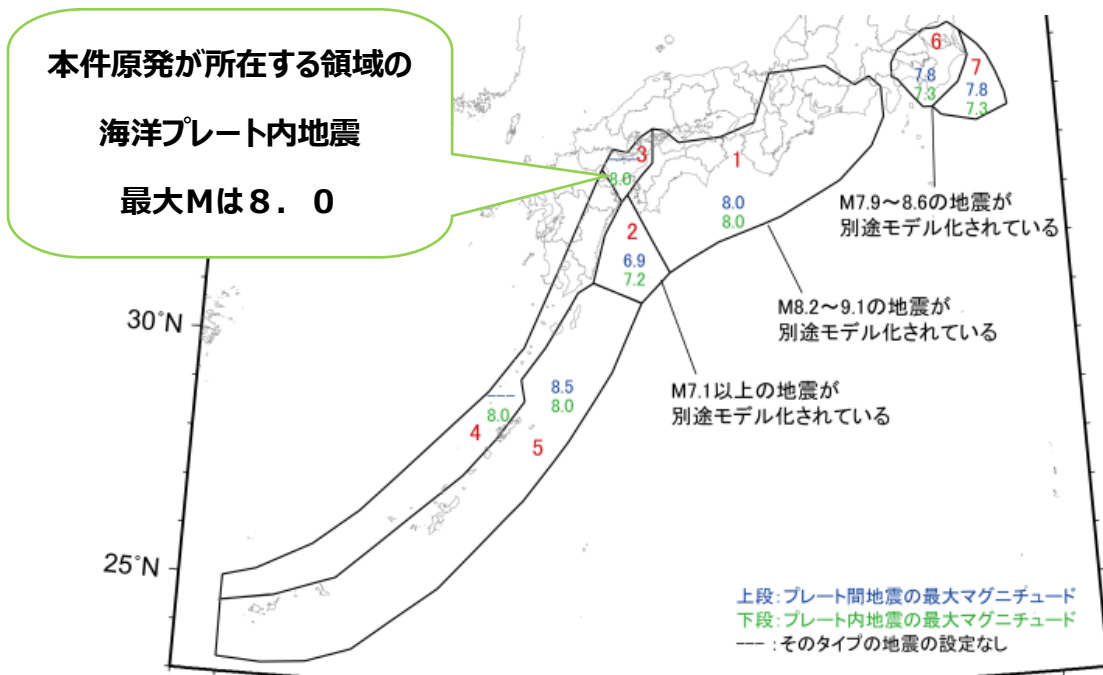 本件原発が所在する領域の
海洋プレート内地震
最大Mは８．０
6
7.8
7.3
7
7.8
7.3
3
---
8.0
1
8.0
8.0
2
6.9
7.2
M7.9～8.6の地震が
別途モデル化されている
M8.2～9.1の地震が
別途モデル化されている
30°N
M7.1以上の地震が
別途モデル化されている
8.5
8.0
---
8.0
4
5
25°N
上段：プレート間地震の最大マグニチュード
下段：プレート内地震の最大マグニチュード
---：そのタイプの地震の設定なし